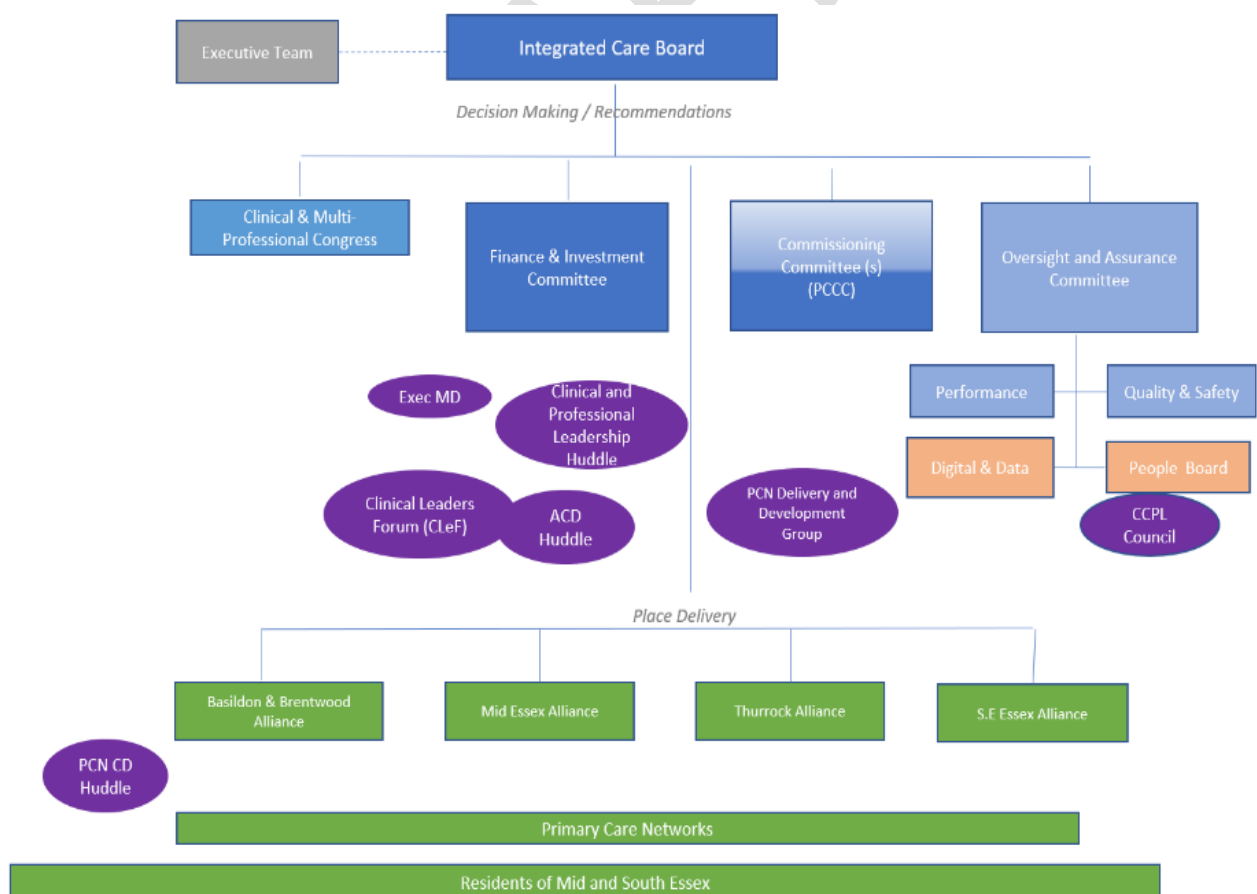 Executive Team
Integrated Care Board
Decision Making / Recommendations
Clinical & Multi-
Professional Congress
Finance & Investment
Committee
Commissioning
Committee (s)
(PCCC)
Oversight and Assurance
Committee
Exec MD
Clinical and
Professional
Leadership
Huddle
Performance
Quality & Safety
Digital & Data
People Board
Clinical Leaders
Forum (CLeF)
ACD
Huddle
PCN Delivery and
Development
Group
CCPL
Council
Place Delivery
Basildon & Brentwood
Alliance
Mid Essex Alliance
Thurrock Alliance
S.E Essex Alliance
PCN CD
Huddle
Primary Care Networks
Residents of Mid and South Essex